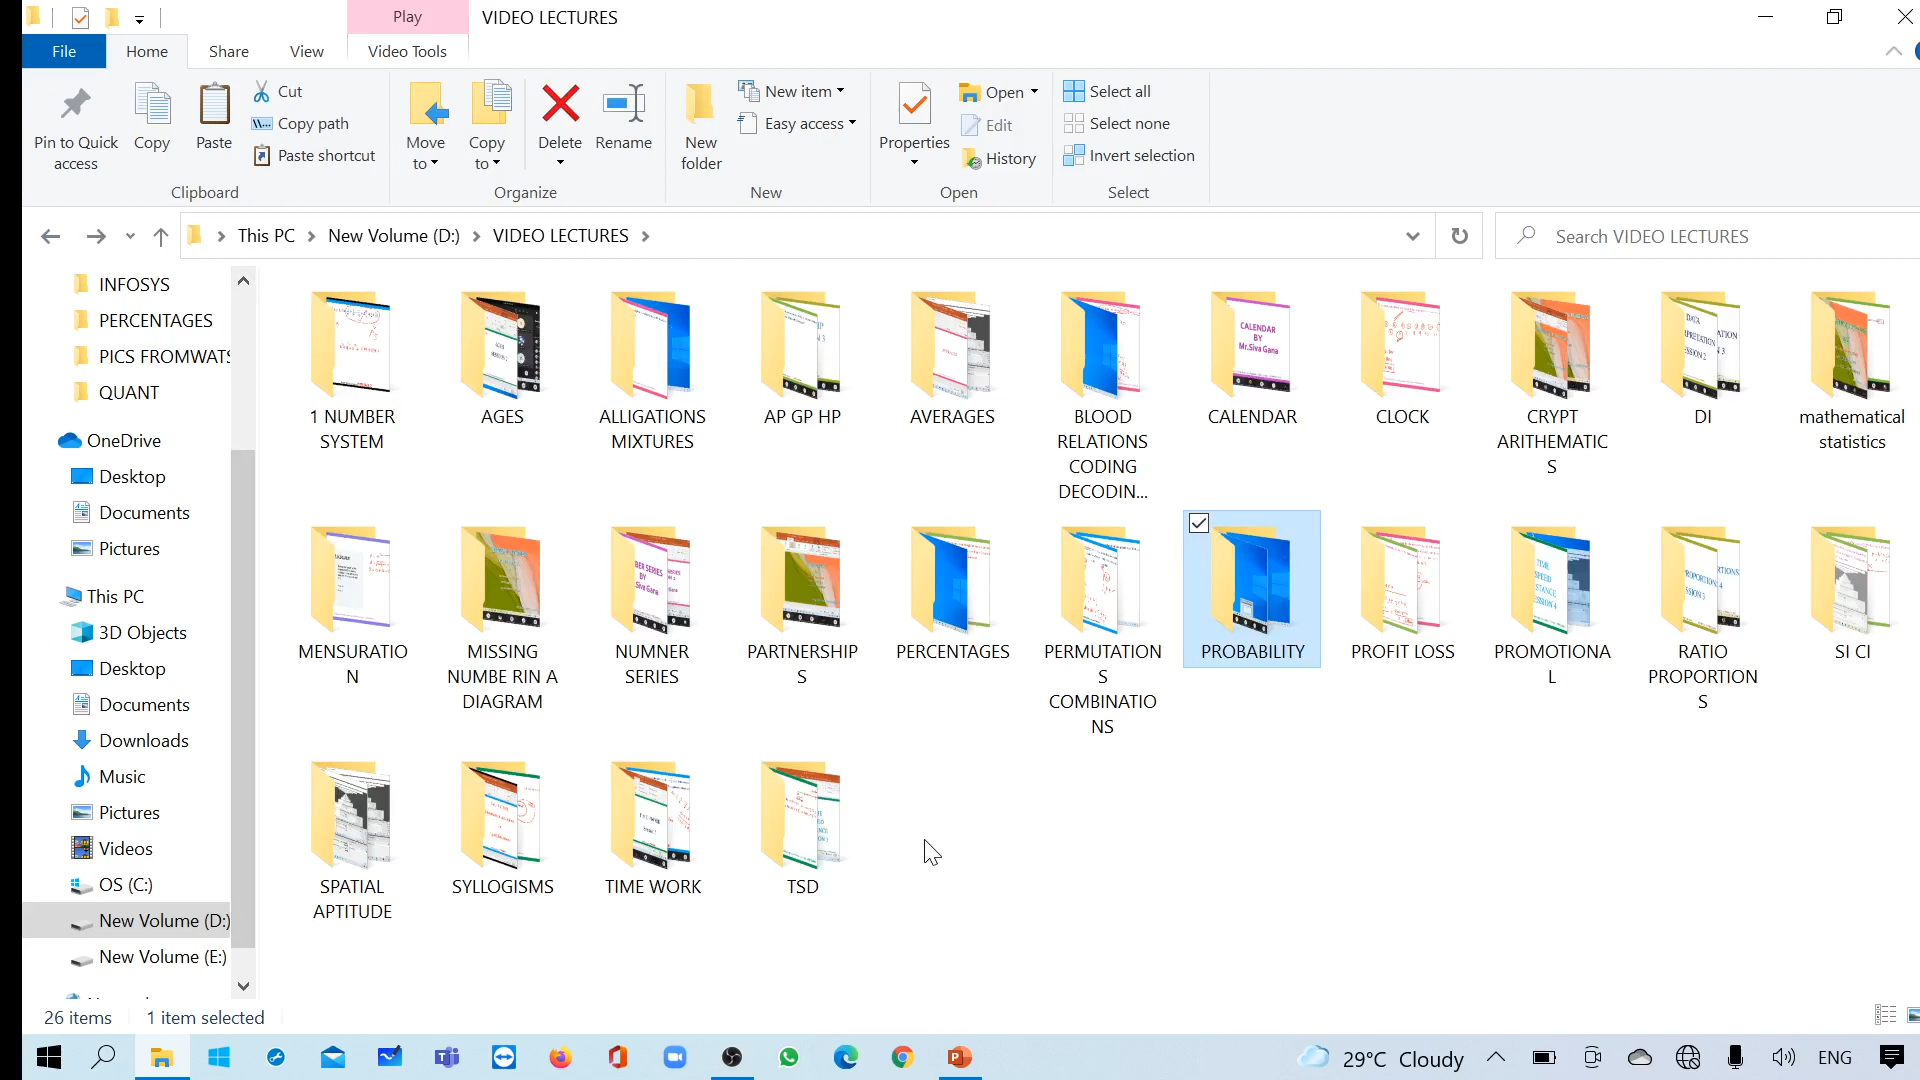 Play
VIDEO LECTURES
File
Home
Share
View
Video Tools
Pin to Quick
access
Copy
Paste
Cut
Copy path
Paste shortcut
Clipboard
Move
to
Copy
to
Delete
Rename
Organize
New
folder
New item
Easy access
New
Properties
Open
Edit
History
Open
Select all
Select none
Invert selection
Select
This PC
New Volume (D:)
VIDEO LECTURES
Search VIDEO LECTURES
INFOSYS
PERCENTAGES
PICS FROMWATS
QUANT
OneDrive
Desktop
Documents
Pictures
This PC
3D Objects
Desktop
Documents
Downloads
Music
Pictures
Videos
OS (C:)
New Volume (D:)
New Volume (E:)
1 NUMBER
SYSTEM
AGES
ALLIGATIONS
MIXTURES
AP GP HP
AVERAGES
BLOOD
RELATIONS
CODING
DECODIN...
CALENDAR
BY
Mr.Siva Gana
CALENDAR
CLOCK
CRYPT
ARITHEMATIC
S
DI
mathematical
statistics
MENSURATIO
N
MISSING
NUMBE RIN A
DIAGRAM
NUMNER
SERIES
PARTNERSHIP
S
PERCENTAGES
PERMUTATION
S
COMBINATIO
NS
PROBABILITY
PROFIT LOSS
PROMOTIONA
L
RATIO
PROPORTION
S
SI CI
SPATIAL
APTITUDE
SYLLOGISMS
TIME WORK
TSD
26 items
1 item selected
29°C Cloudy
ENG